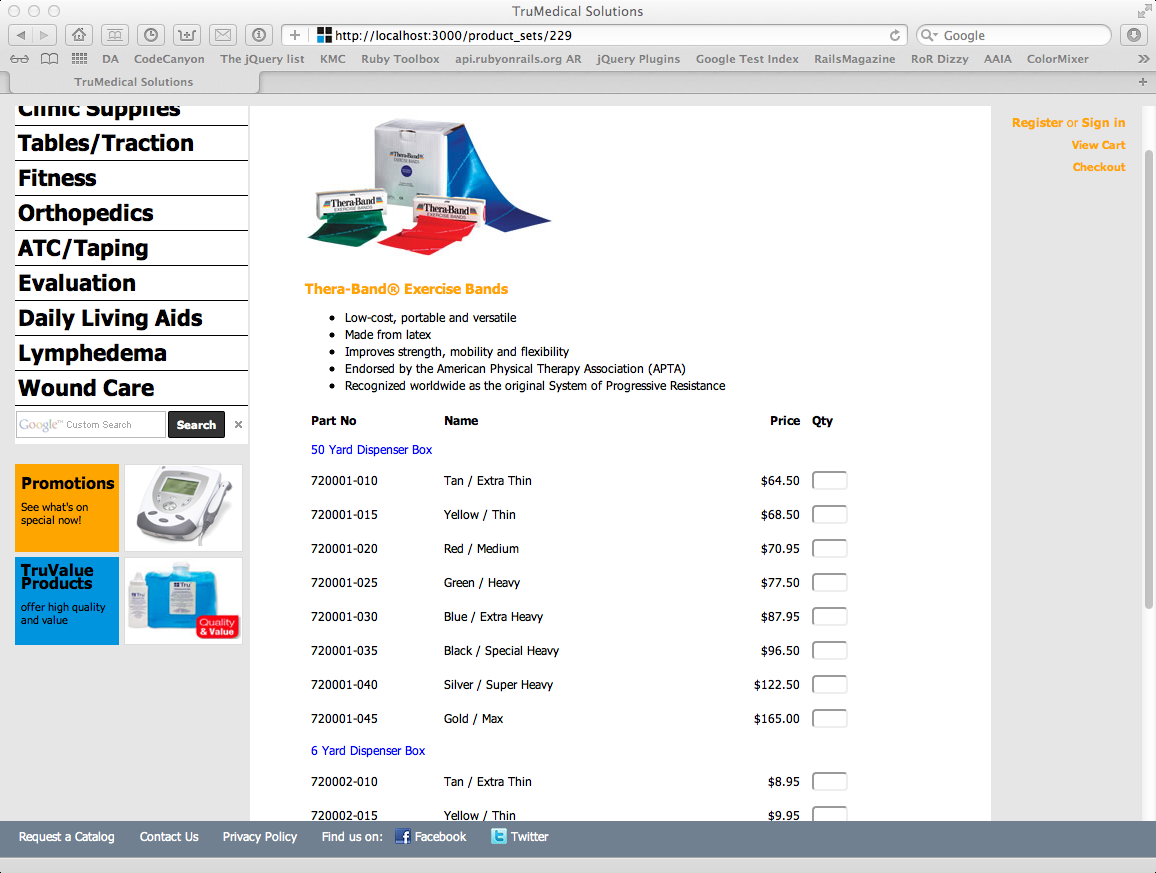 TruMedical Solutions
http://localhost:3000/product_sets/229
Google
DA CodeCanyon The jQuery list KMC Ruby Toolbox api.rubyonrails.org AR jQuery Plugins Google Test Index RailsMagazine RoR Dizzy AAIA ColorMixer
TruMedical Solutions
Clinic Supplies
Tables/Traction
Fitness
Orthopedics
ATC/Taping
Evaluation
Daily Living Aids
Lymphedema
Wound Care
Google™ Custom Search Search
Promotions
See what's on
special now!
TruValue
Products
offer high quality
and value
Tru
Quality
& Value
Thera-Band
EXERCISE BANDS
Thera-Band
EXERCISE BANDS
Thera-Band
EXERCISE BANDS
Thera-Band® Exercise Bands
Low-cost, portable and versatile
Made from latex
Improves strength, mobility and flexibility
Endorsed by the American Physical Therapy Association (APTA)
Recognized worldwide as the original System of Progressive Resistance
Part No Name Price Qty
50 Yard Dispenser Box
720001-010 Tan / Extra Thin $64.50
720001-015 Yellow / Thin $68.50
720001-020 Red / Medium $70.95
720001-025 Green / Heavy $77.50
720001-030 Blue / Extra Heavy $87.95
720001-035 Black / Special Heavy $96.50
720001-040 Silver / Super Heavy $122.50
720001-045 Gold / Max $165.00
6 Yard Dispenser Box
720002-010 Tan / Extra Thin $8.95
720002-015 Yellow / Thin $9.95
Register or Sign in
View Cart
Checkout
Request a Catalog Contact Us Privacy Policy Find us on: Facebook Twitter